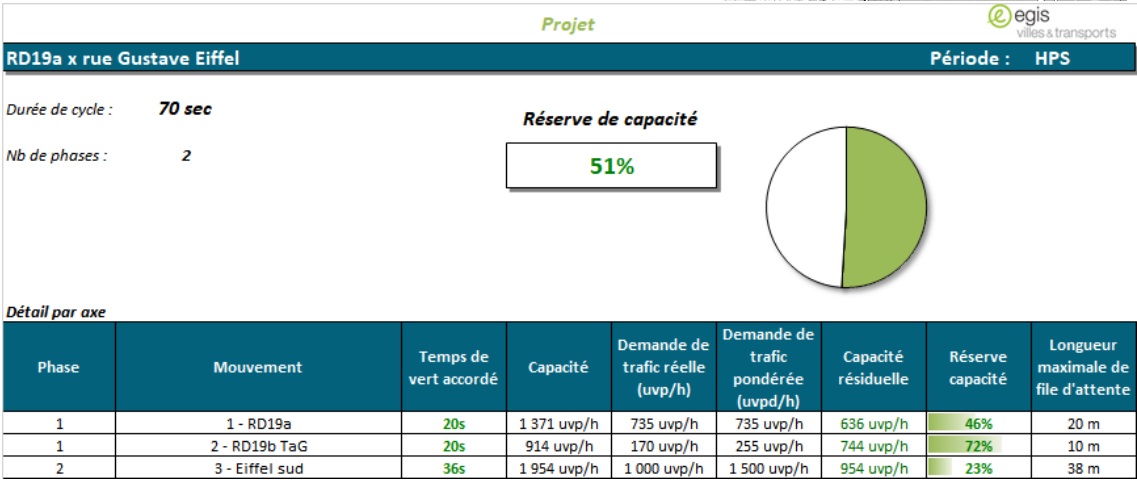 Projet
egis
villes & transports
RD19a x rue Gustave Eiffel Période : HPS
Durée de cycle : 70 sec
Réserve de capacité
Nb de phases : 2
51%
Détail par axe
Phase Mouvement Temps de vert accordé Capacité Demande de trafic réelle (uvp/h) Demande de trafic pondérée (uvpd/h) Capacité résiduelle Réserve capacité Longueur maximale de file d'attente
1 1 - RD19a 20s 1 371 uvp/h 735 uvp/h 735 uvp/h 636 uvp/h 46% 20 m
1 2 - RD19b TaG 20s 914 uvp/h 170 uvp/h 255 uvp/h 744 uvp/h 72% 10 m
2 3 - Eiffel sud 36s 1 954 uvp/h 1 000 uvp/h 1 500 uvp/h 954 uvp/h 23% 38 m